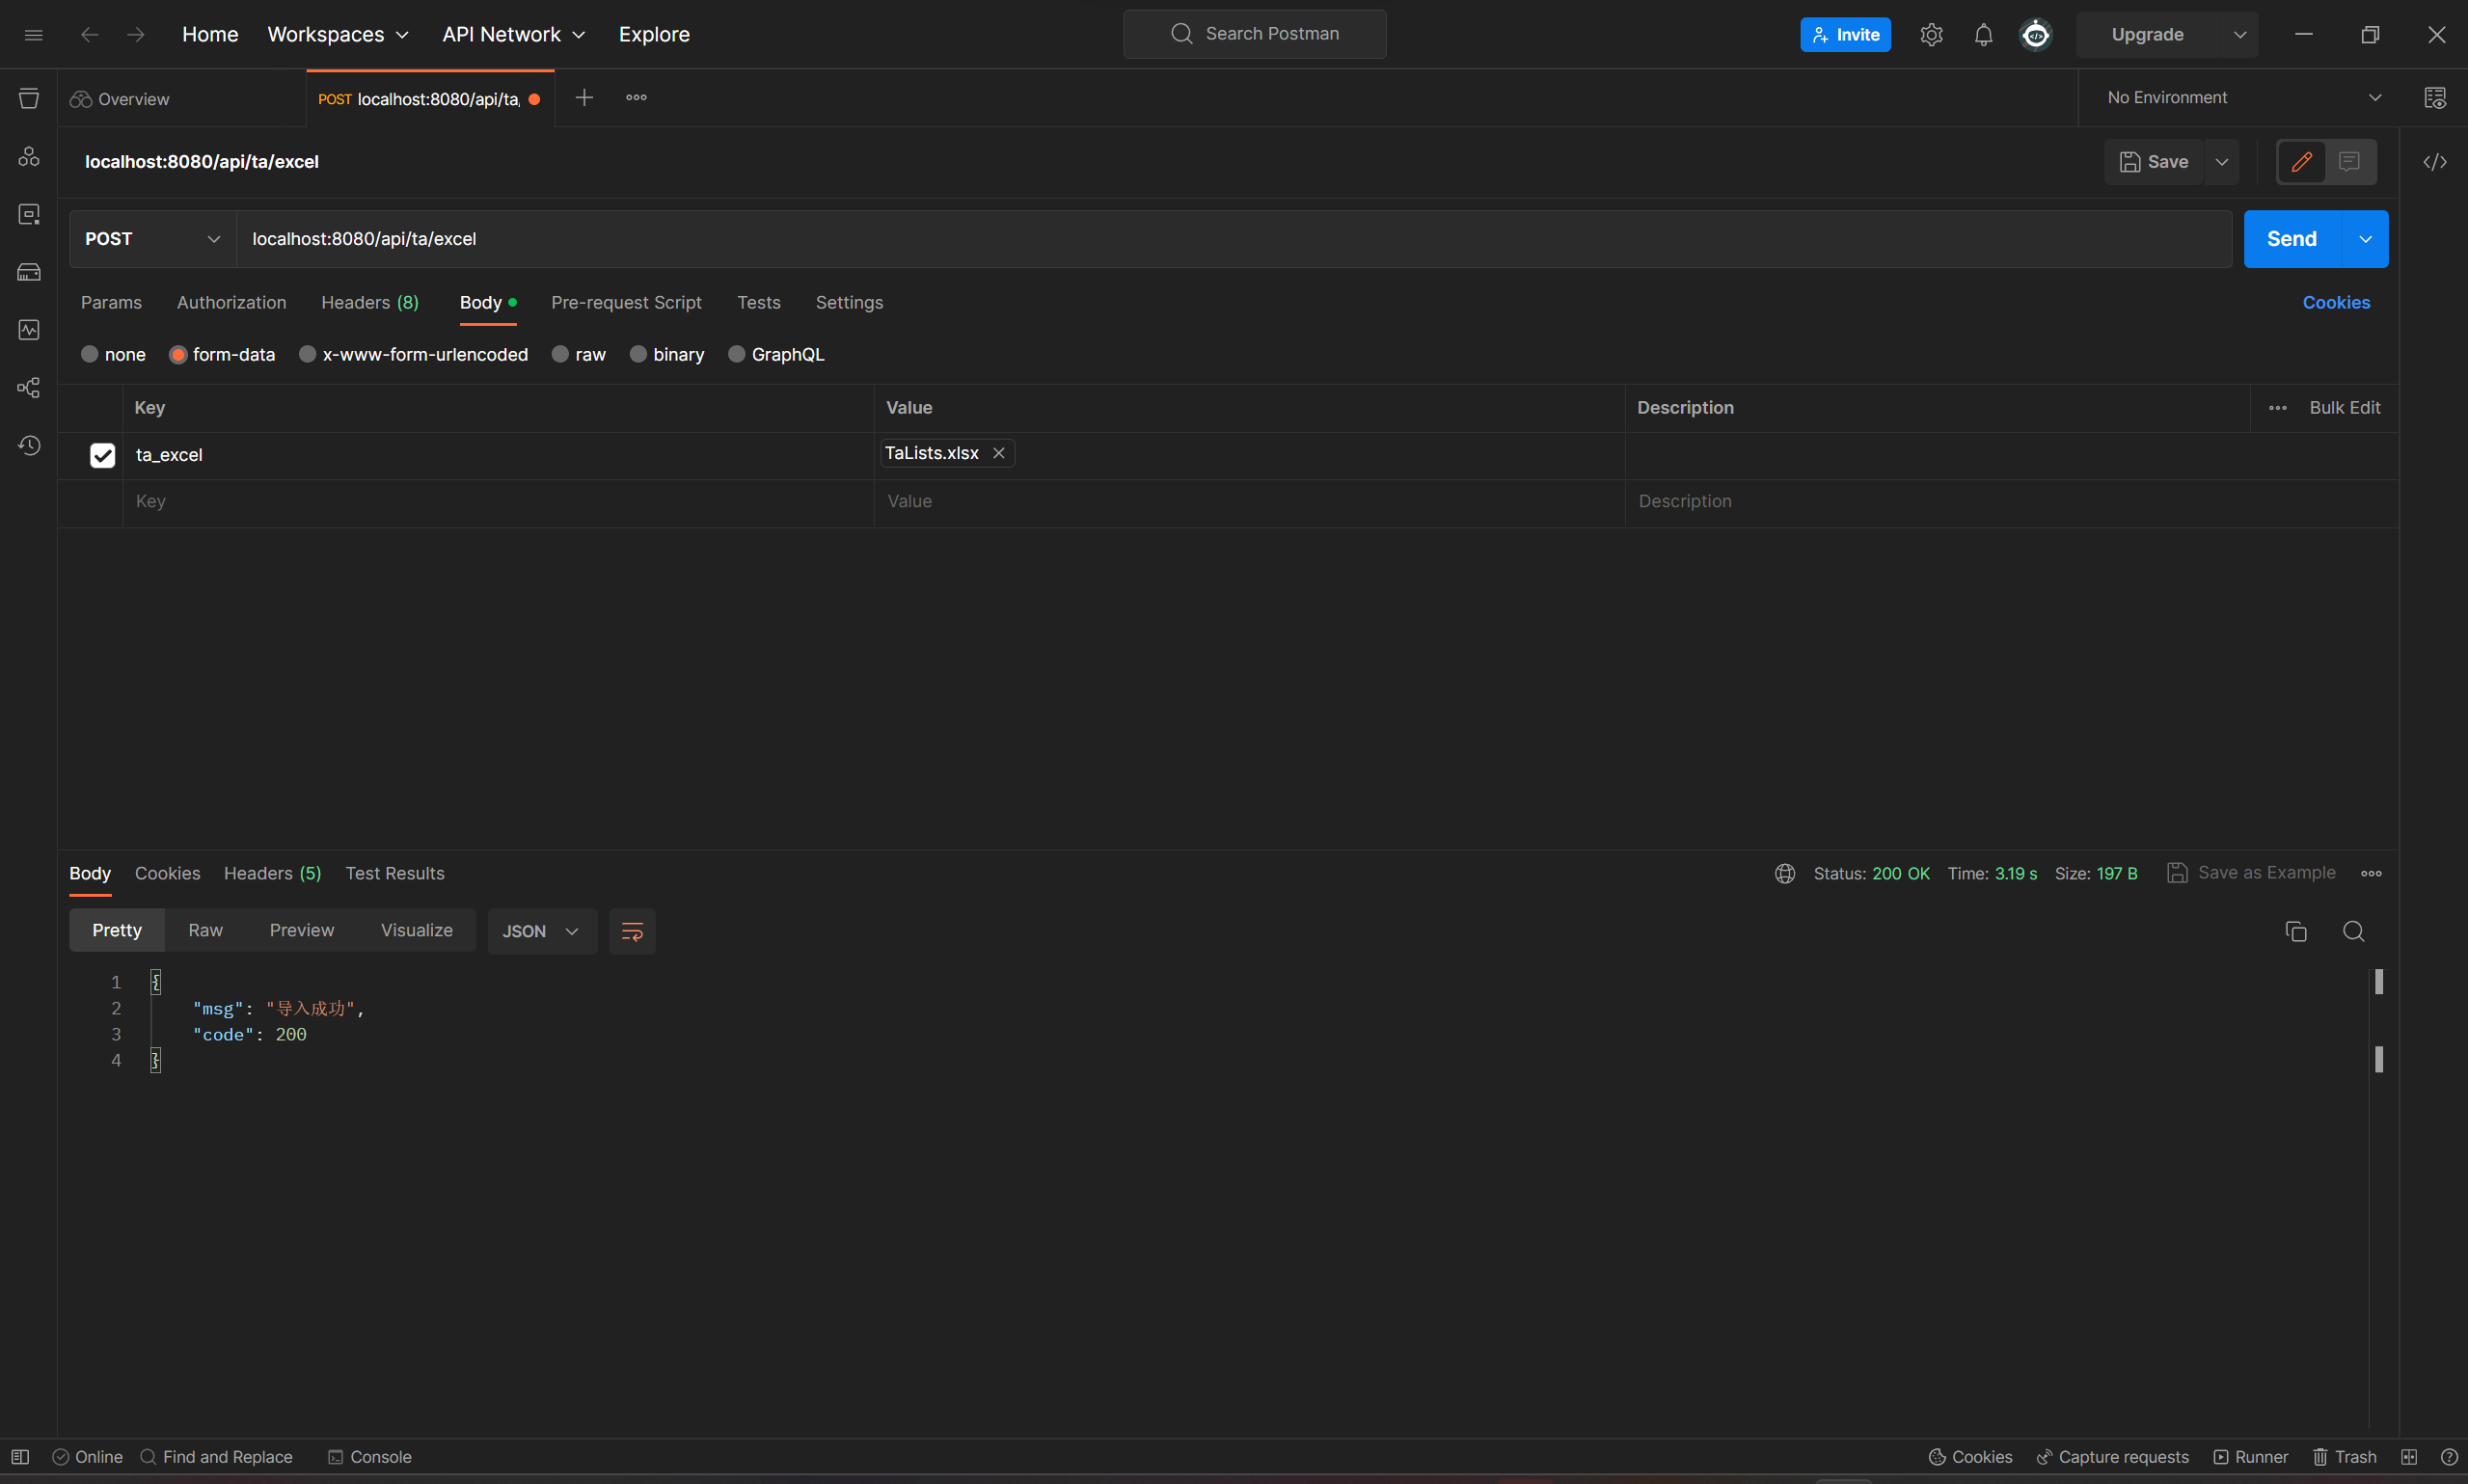 Home Workspaces API Network Explore Search Postman Invite Upgrade
Overview POST localhost:8080/api/ta, No Environment
localhost:8080/api/ta/excel Save
POST localhost:8080/api/ta/excel Send
Params Authorization Headers (8) Body Pre-request Script Tests Settings Cookies
none form-data x-www-form-urlencoded raw binary GraphQL
Key Value Description Bulk Edit
ta_excel TaLists.xlsx
Key Value Description
Body Cookies Headers (5) Test Results Status: 200 OK Time: 3.19 s Size: 197 B Save as Example
Pretty Raw Preview Visualize JSON
1 {
2 "msg": "导入成功",
3 "code": 200
4 }
Online Find and Replace Console Cookies Capture requests Runner Trash